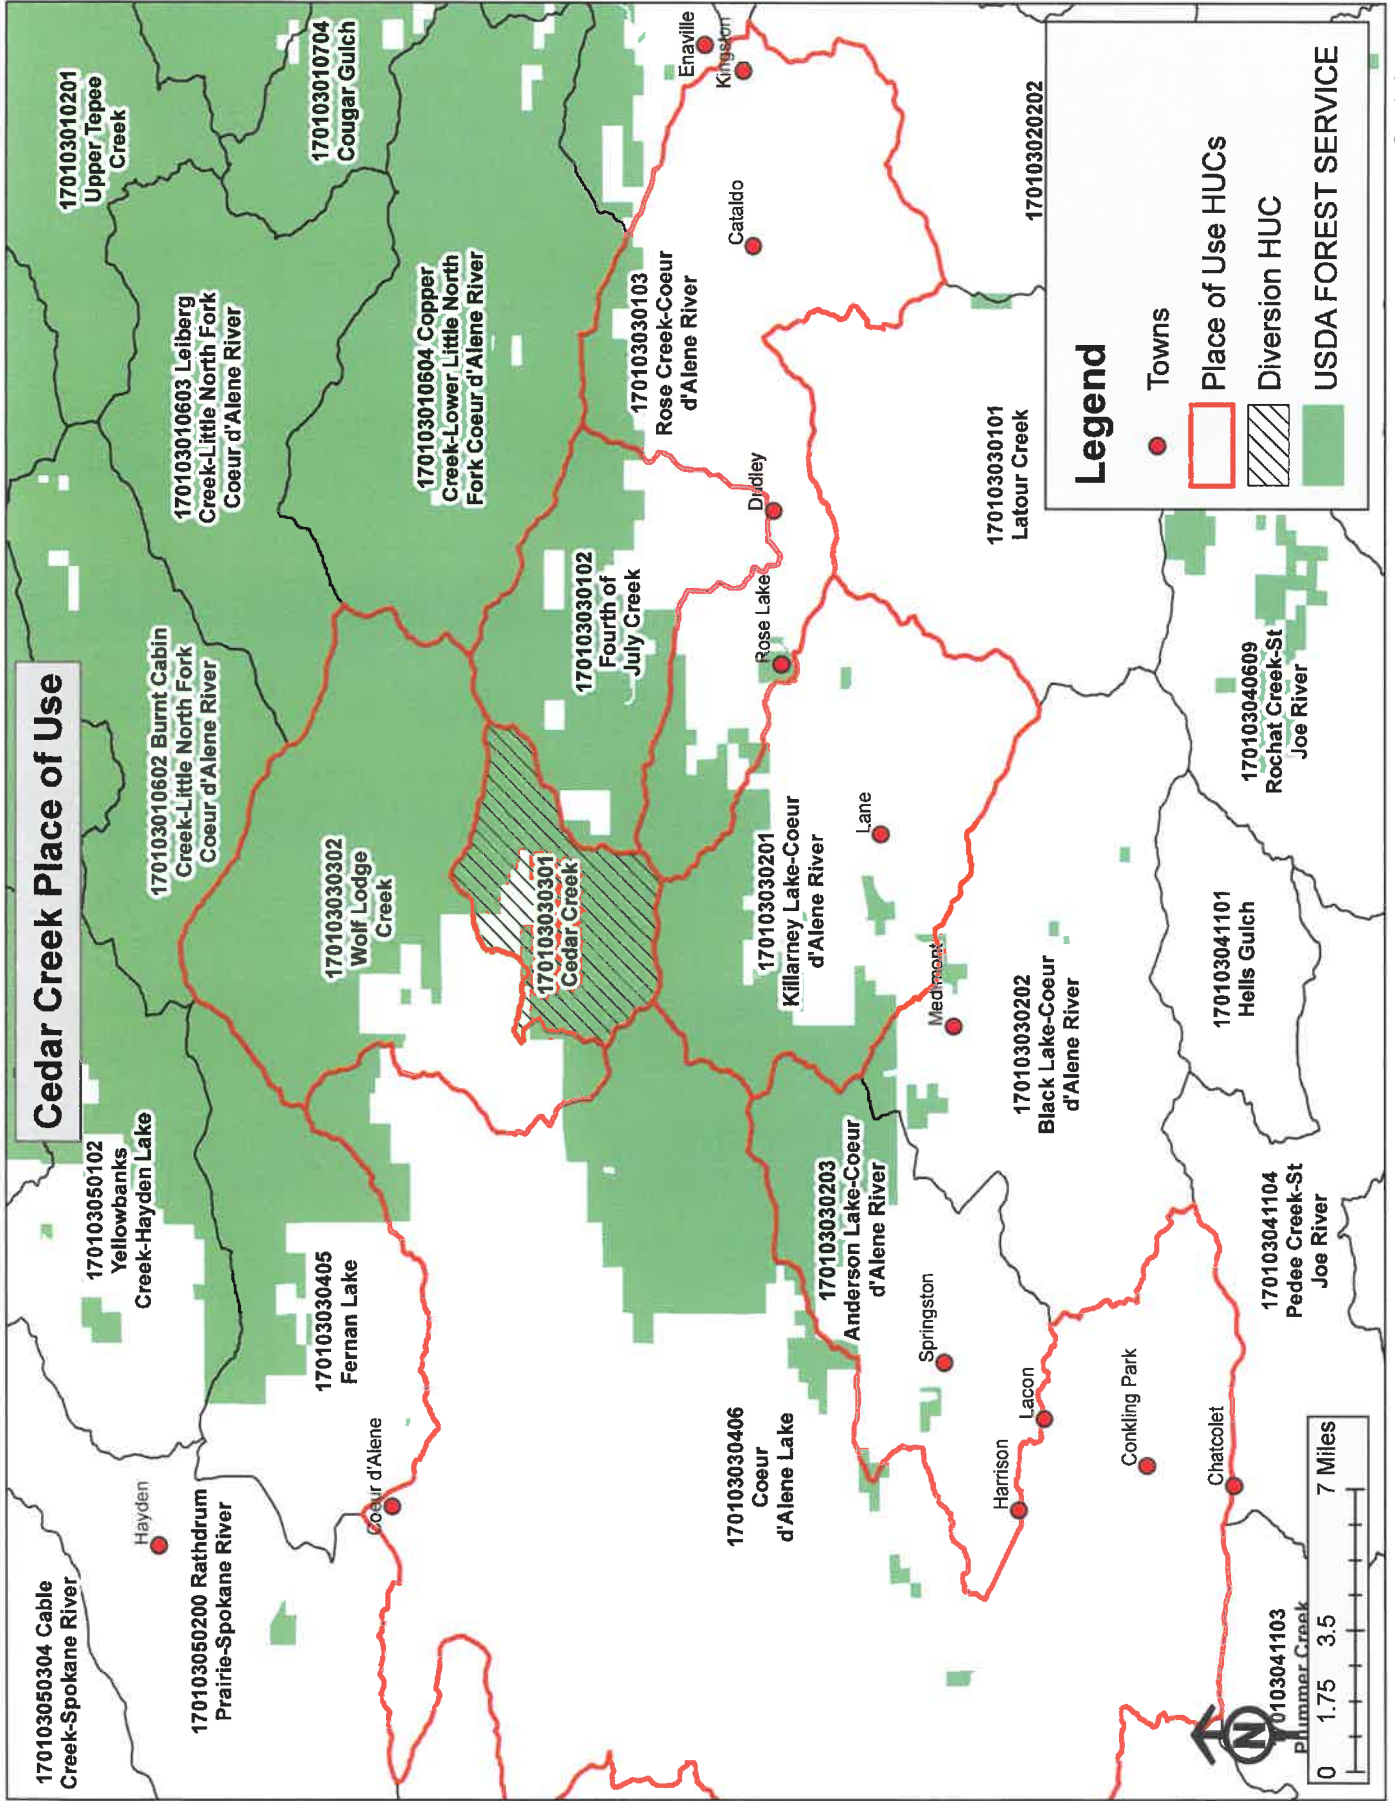 Cedar Creek Place of Use
170103050304 Cable
Creek-Spokane River
Hayden
170103050200 Rathdrum
Prairie-Spokane River
170103050102
Yellowbanks
Creek-Hayden Lake
170103010602 Burnt Cabin
Creek-Little North Fork
Coeur d'Alene River
170103010603 Leiberg
Creek-Little North Fork
Coeur d'Alene River
170103010201
Upper Tepee
Creek
170103010704
Cougar Gulch
170103030405
Fernan Lake
Coeur d'Alene
170103030302
Wolf Lodge
Creek
170103010604 Copper
Creek-Lower Little North
Fork Coeur d'Alene River
170103030301
Cedar Creek
170103030102
Fourth of
July Creek
170103030103
Rose Creek-Coeur
d'Alene River
Enaville
Kingston
Cataldo
Dudley
Rose Lake
170103030406
Coeur
d'Alene Lake
170103030201
Killarney Lake-Coeur
d'Alene River
Lane
170103030203
Anderson Lake-Coeur
d'Alene River
Springston
Medimont
170103030101
Latour Creek
170103020202
Harrison
Lacon
170103030202
Black Lake-Coeur
d'Alene River
Conkling Park
Chatcolet
170103041101
Hells Gulch
170103040609
Rochat Creek-St
Joe River
170103041104
Pedee Creek-St
Joe River
0103041103
Plummer Creek
N
0 1.75 3.5 7 Miles
Legend
Towns
Place of Use HUCs
Diversion HUC
USDA FOREST SERVICE